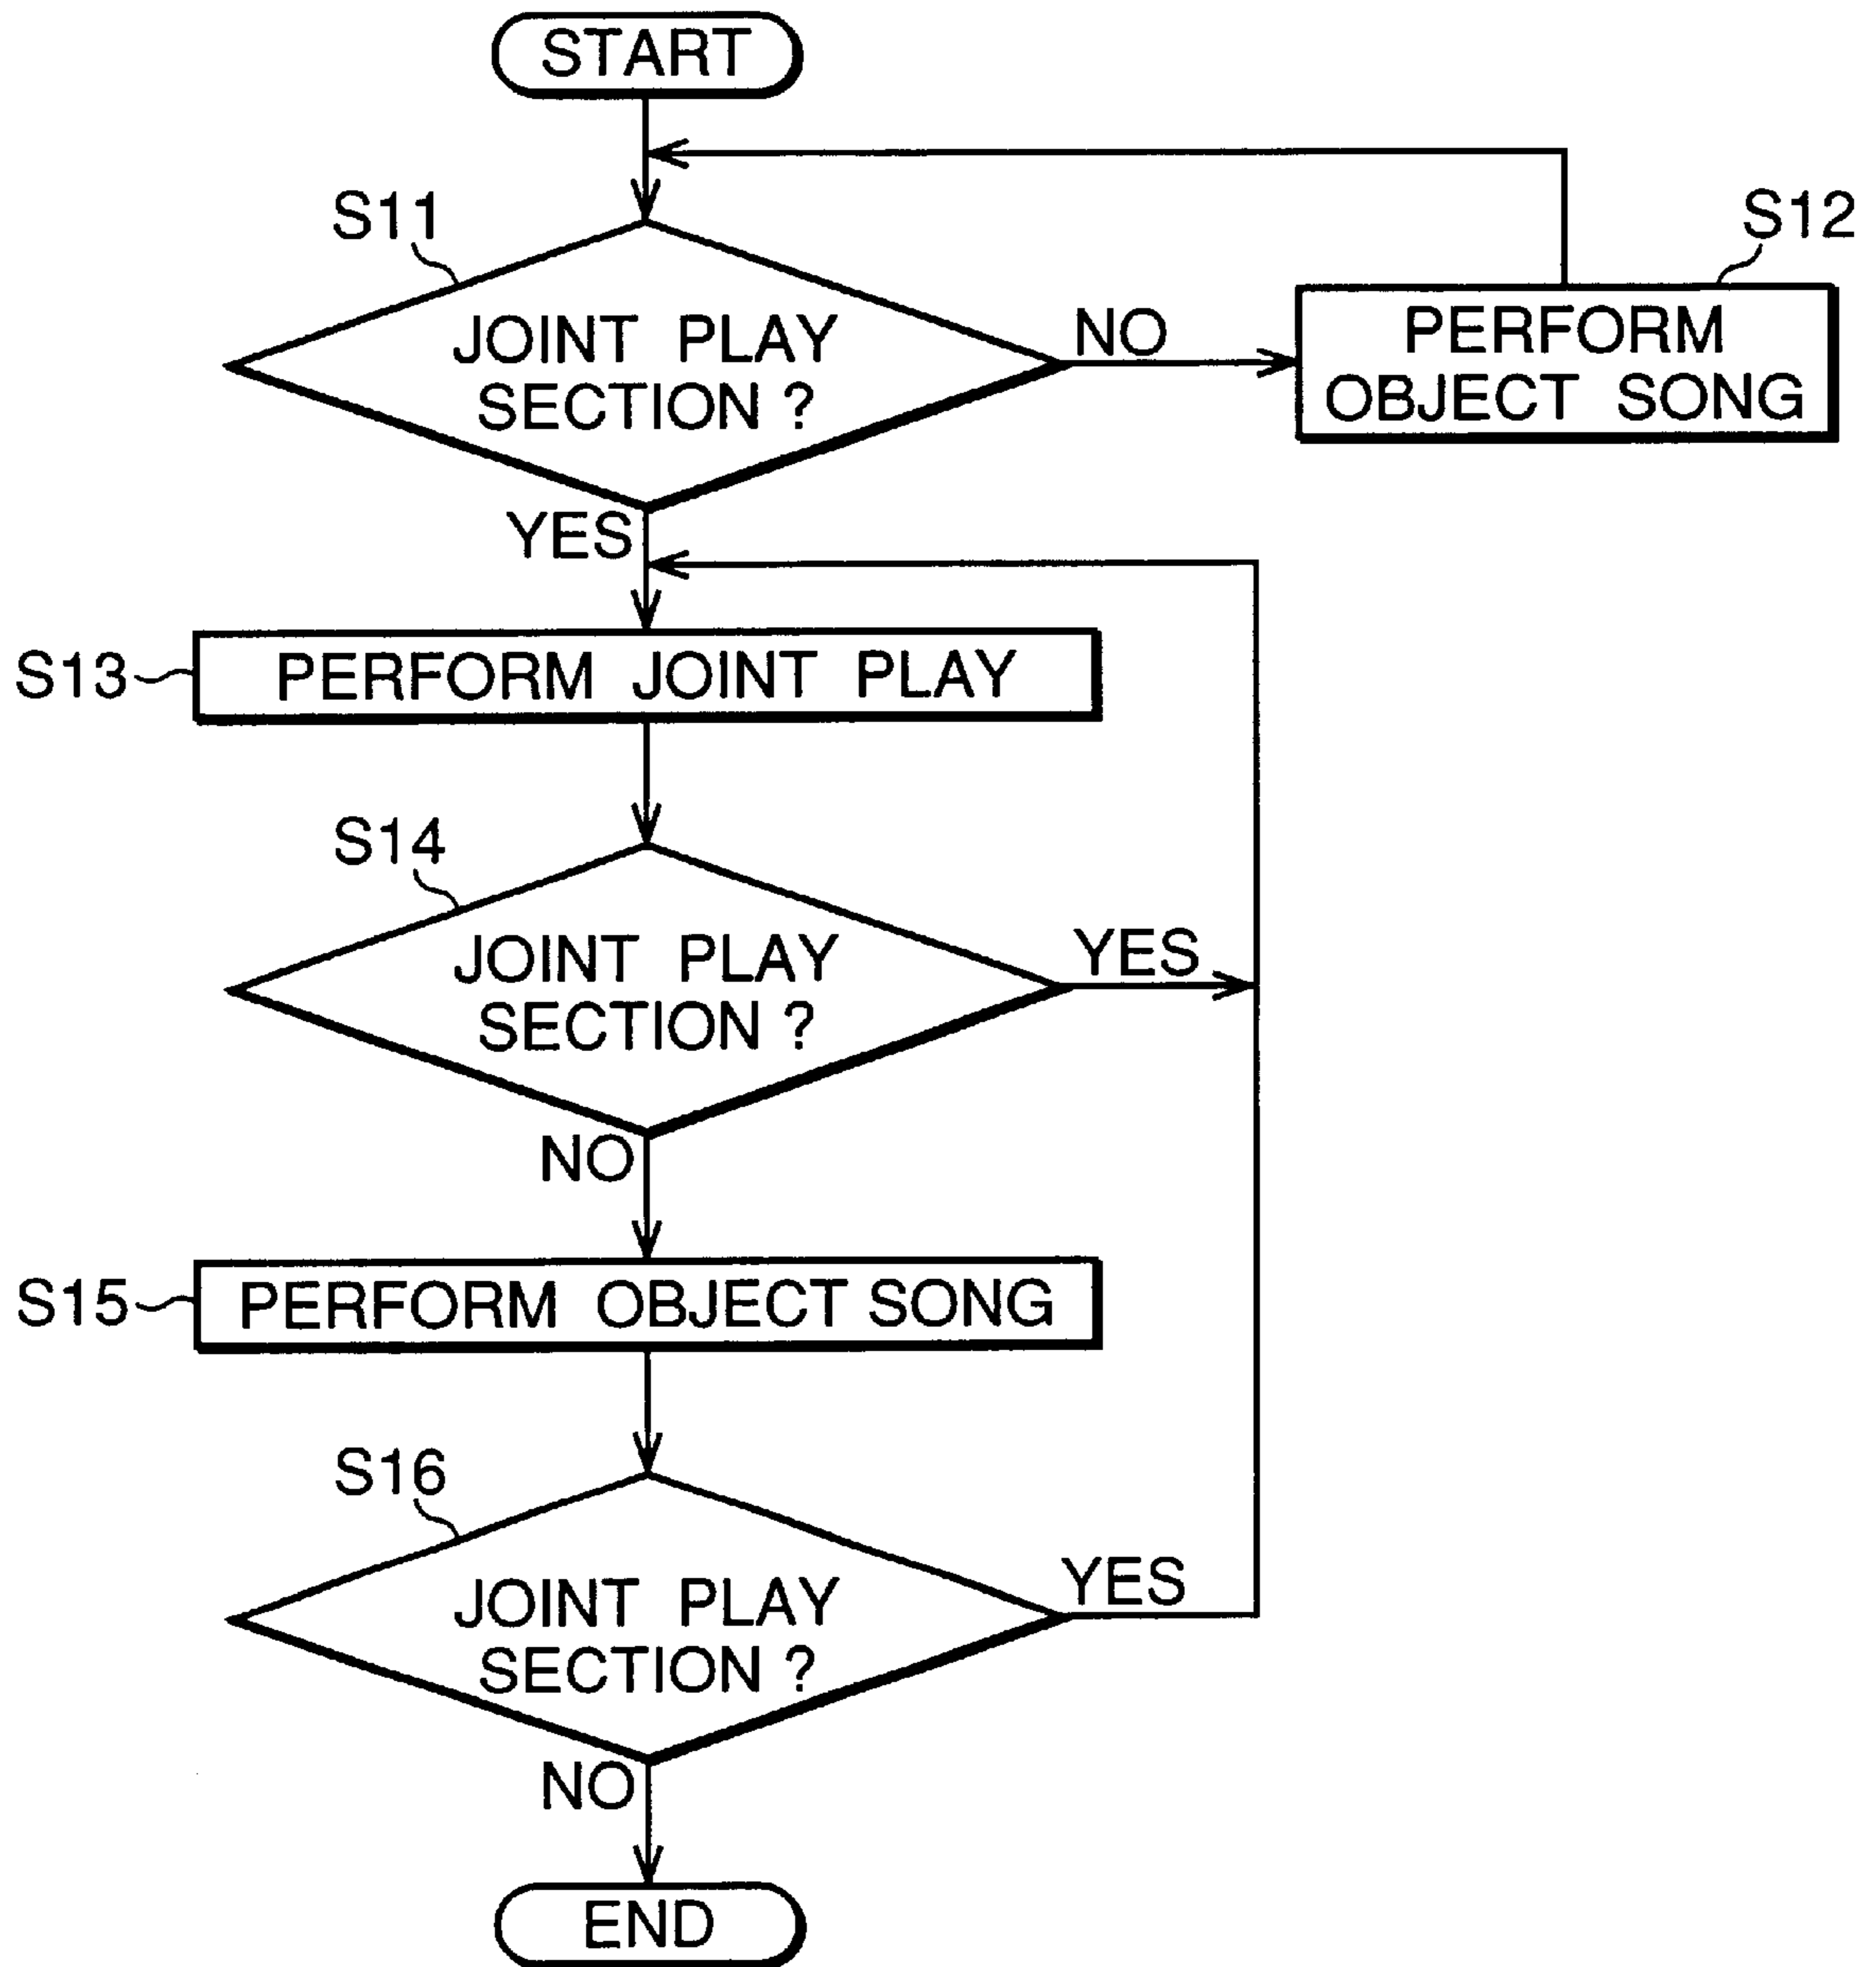 START
S11
S12
JOINT PLAY
SECTION ?
NO
PERFORM
OBJECT SONG
YES
S13
PERFORM JOINT PLAY
S14
JOINT PLAY
SECTION ?
YES
NO
S15
PERFORM OBJECT SONG
S16
JOINT PLAY
SECTION ?
YES
NO
END